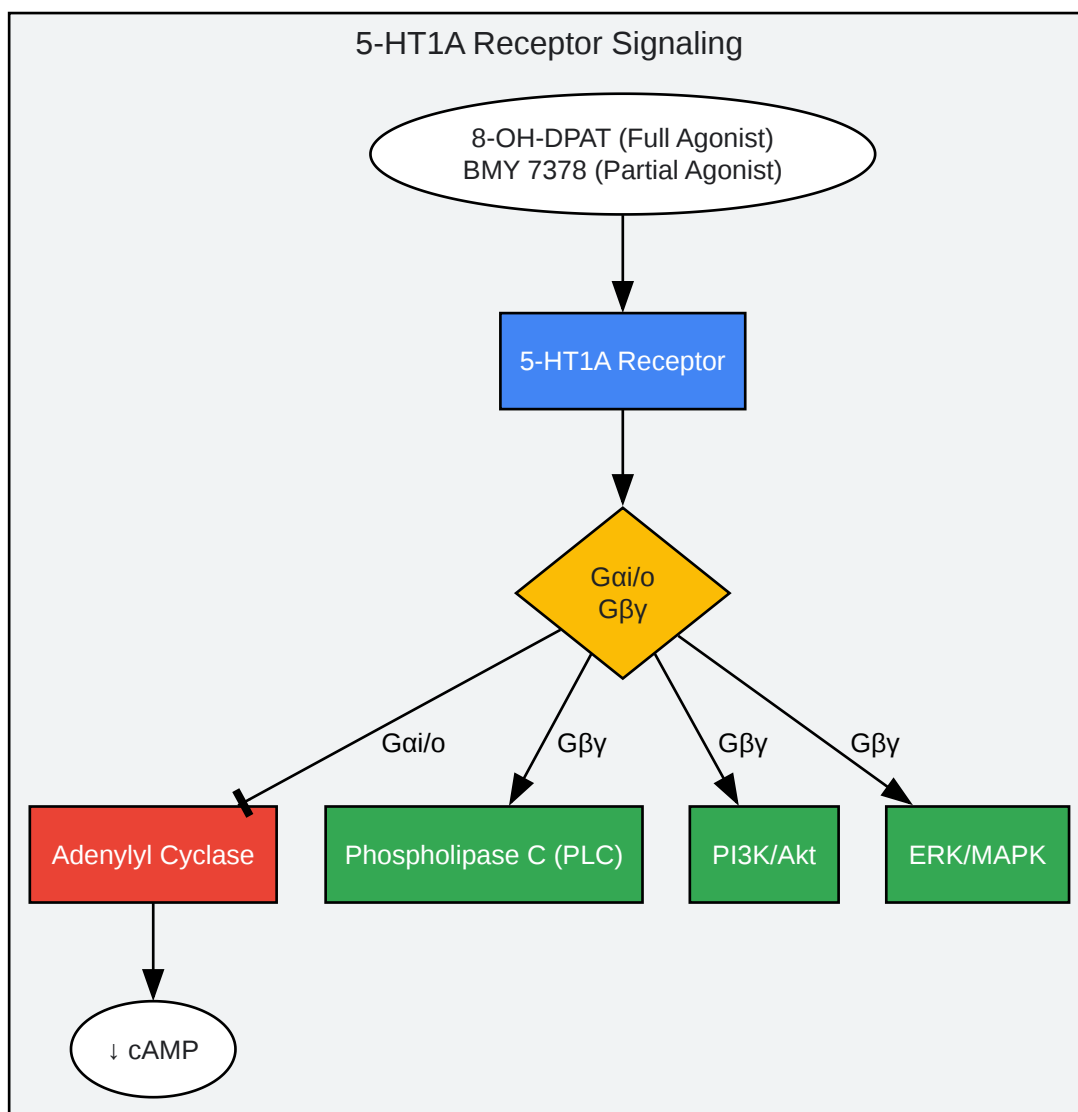 5-HT1A Receptor Signaling
8-OH-DPAT (Full Agonist)
BMY 7378 (Partial Agonist)
5-HT1A Receptor
Gαi/o
Gβγ
Gαi/o
Gβγ
Gβγ
Gβγ
Adenylyl Cyclase
Phospholipase C (PLC)
PI3K/Akt
ERK/MAPK
↓ cAMP